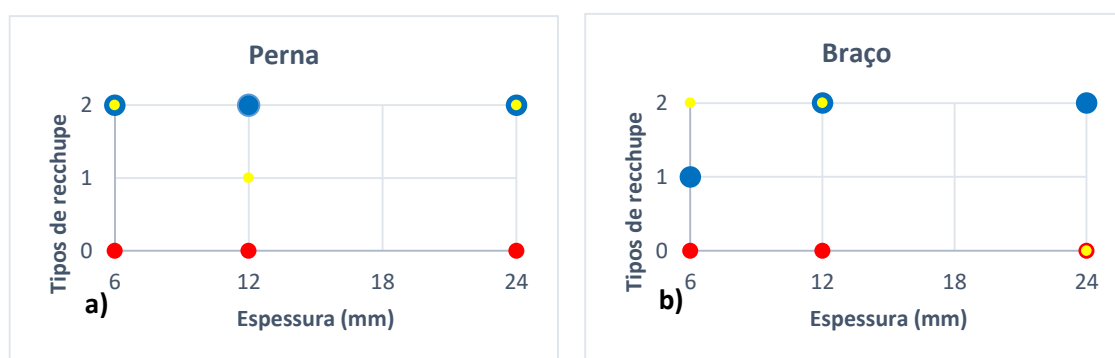 Perna
Tipos de recchupe
2
1
0
6 12 18 24
a)
Espessura (mm)
Braço
Tipos de recchupe
2
1
0
6 12 18 24
b)
Espessura (mm)